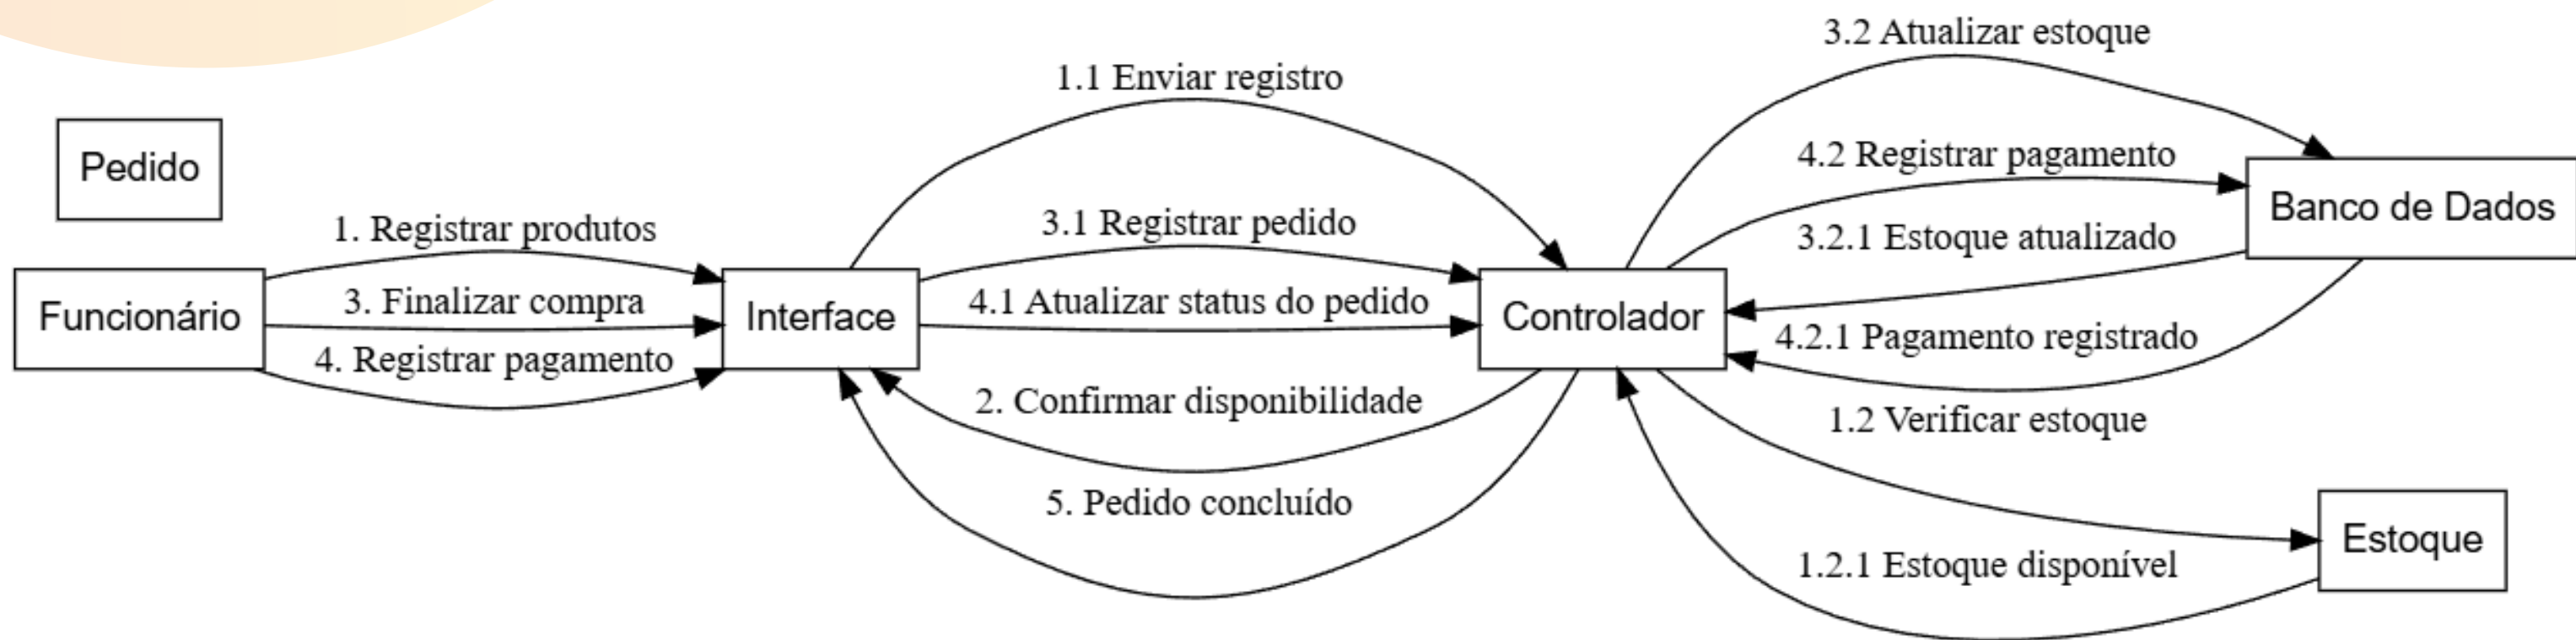 3.2 Atualizar estoque
1.1 Enviar registro
Pedido
4.2 Registrar pagamento
Banco de Dados
1. Registrar produtos
3.1 Registrar pedido
3.2.1 Estoque atualizado
Funcionário
3. Finalizar compra
Interface
4.1 Atualizar status do pedido
Controlador
4. Registrar pagamento
4.2.1 Pagamento registrado
2. Confirmar disponibilidade
1.2 Verificar estoque
5. Pedido concluído
Estoque
1.2.1 Estoque disponível